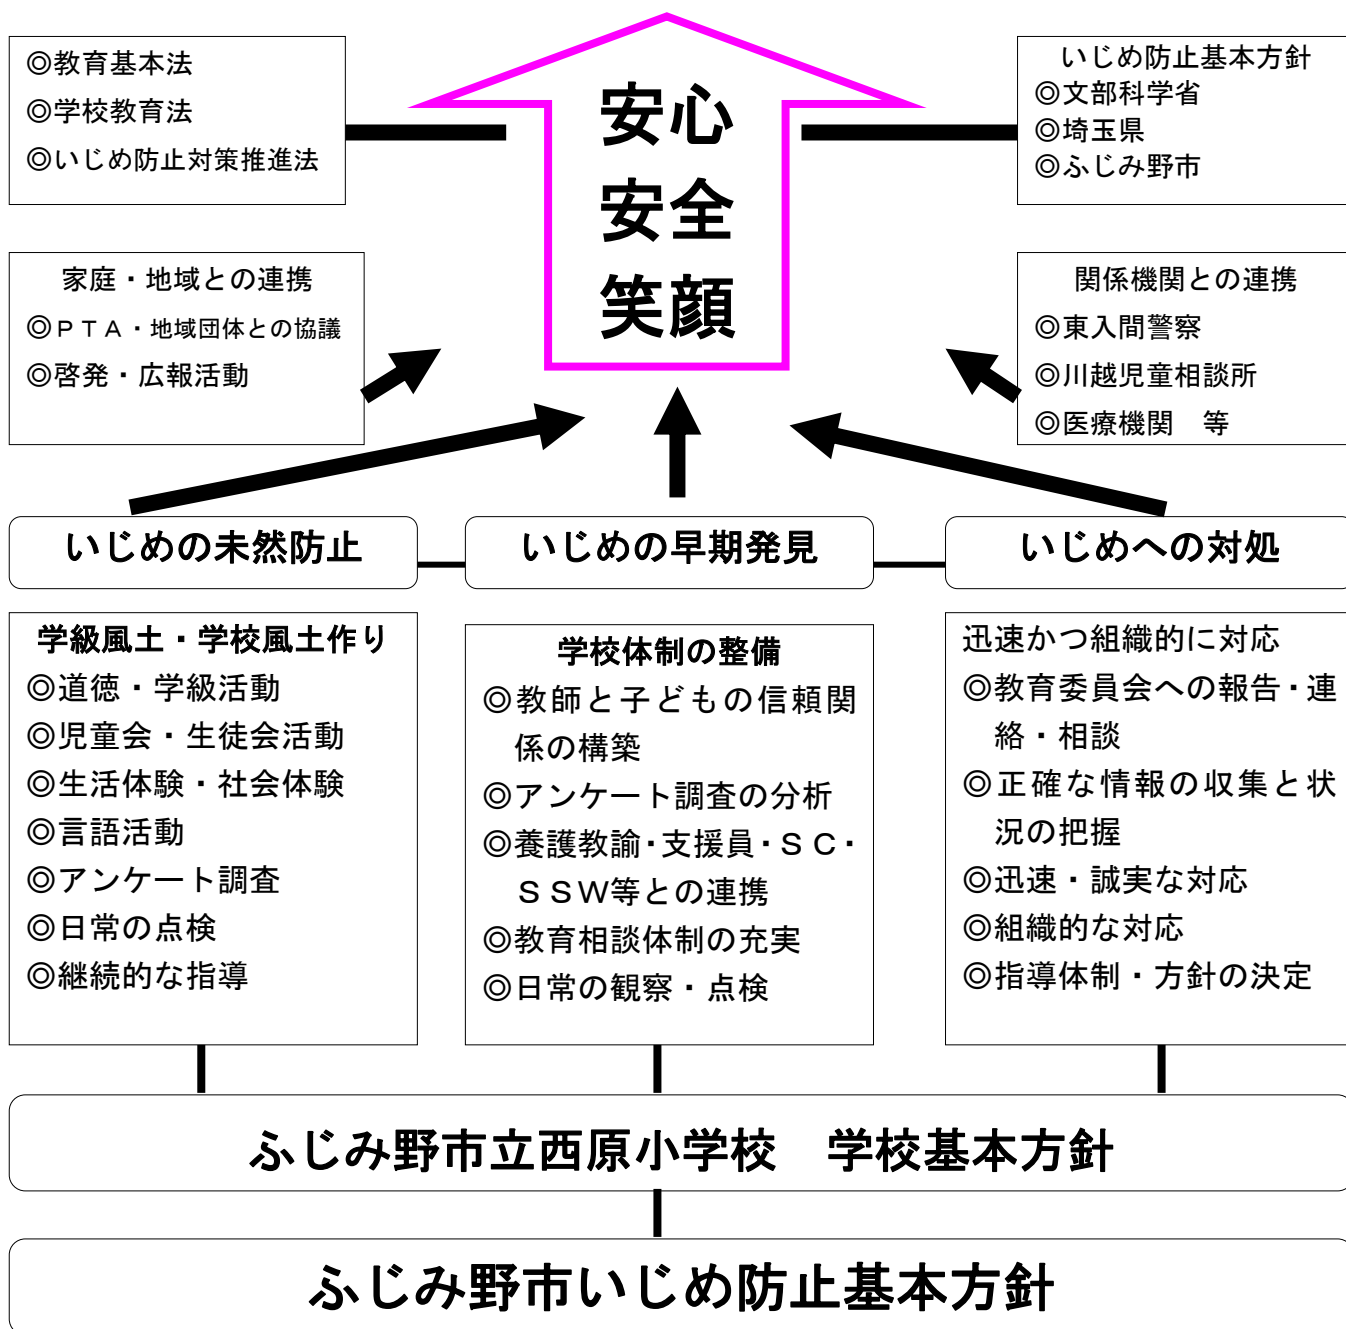 ◎教育基本法
◎学校教育法
◎いじめ防止対策推進法
安心
安全
笑顔
いじめ防止基本方針
◎文部科学省
◎埼玉県
◎ふじみ野市
家庭・地域との連携
◎ＰＴＡ・地域団体との協議
◎啓発・広報活動
関係機関との連携
◎東入間警察
◎川越児童相談所
◎医療機関　等
いじめの未然防止
いじめの早期発見
いじめへの対処
学級風土・学校風土作り
◎道徳・学級活動
◎児童会・生徒会活動
◎生活体験・社会体験
◎言語活動
◎アンケート調査
◎日常の点検
◎継続的な指導
学校体制の整備
◎教師と子どもの信頼関
係の構築
◎アンケート調査の分析
◎養護教諭・支援員・ＳＣ・
ＳＳＷ等との連携
◎教育相談体制の充実
◎日常の観察・点検
迅速かつ組織的に対応
◎教育委員会への報告・連
絡・相談
◎正確な情報の収集と状
況の把握
◎迅速・誠実な対応
◎組織的な対応
◎指導体制・方針の決定
ふじみ野市立西原小学校　学校基本方針
ふじみ野市いじめ防止基本方針